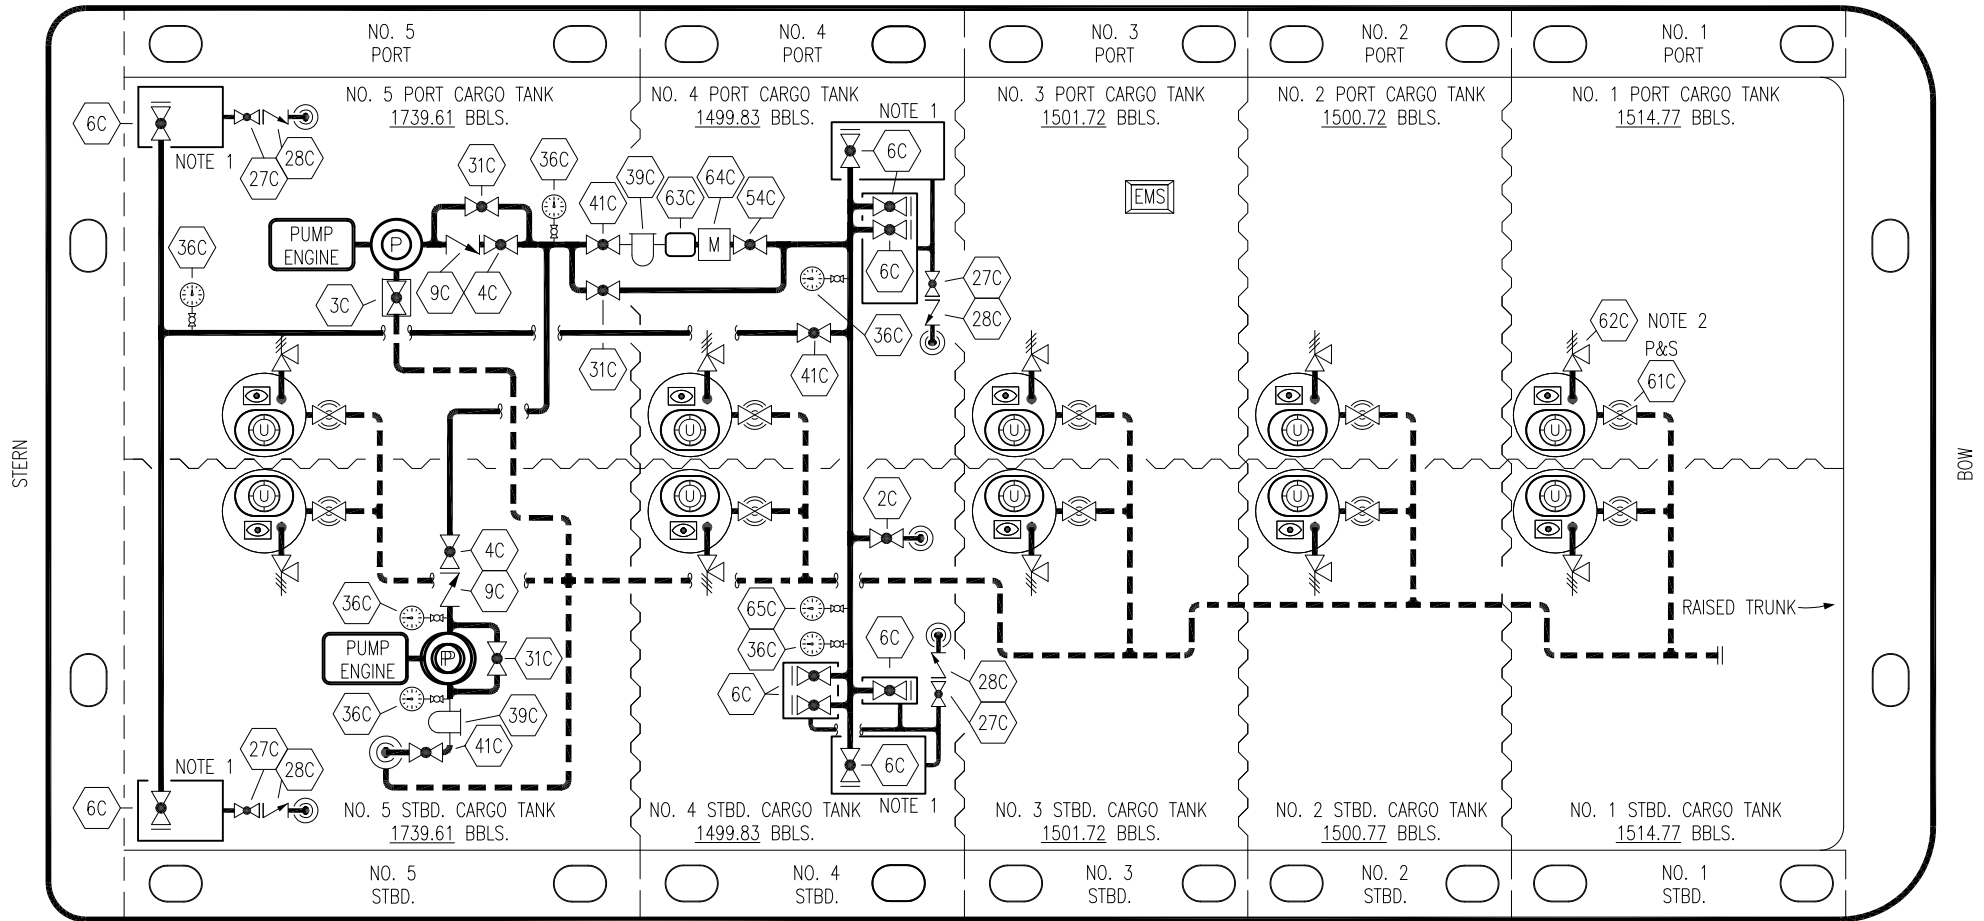 NO. 5
PORT
NO. 4
PORT
NO. 3
PORT
NO. 2
PORT
NO. 1
PORT
NO. 5 PORT CARGO TANK
1739.61 BBLS.
NO. 4 PORT CARGO TANK
1499.83 BBLS.
NO. 3 PORT CARGO TANK
1501.72 BBLS.
NO. 2 PORT CARGO TANK
1500.72 BBLS.
NO. 1 PORT CARGO TANK
1514.77 BBLS.
6C
NOTE 1
27C
28C
31C
36C
41C
39C
63C
64C
54C
NOTE 1
6C
EMS
PUMP
ENGINE
P
M
36C
3C
9C
4C
6C
27C
28C
36C
31C
41C
62C
NOTE 2
P&S
61C
U
U
U
U
U
STERN
BOW
U
U
U
U
U
2C
4C
9C
36C
65C
36C
RAISED TRUNK
PUMP
ENGINE
P
P
31C
6C
6C
28C
27C
36C
39C
41C
NOTE 1
27C
28C
6C
6C
NOTE 1
NO. 5 STBD. CARGO TANK
1739.61 BBLS.
NO. 4 STBD. CARGO TANK
1499.83 BBLS.
NO. 3 STBD. CARGO TANK
1501.72 BBLS.
NO. 2 STBD. CARGO TANK
1500.77 BBLS.
NO. 1 STBD. CARGO TANK
1514.77 BBLS.
NO. 5
STBD.
NO. 4
STBD.
NO. 3
STBD.
NO. 2
STBD.
NO. 1
STBD.